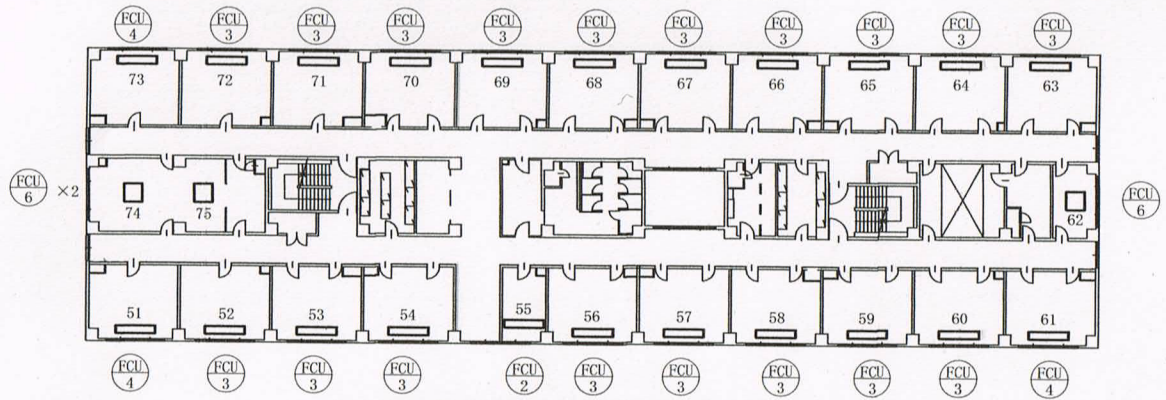 FCU FCU FCU FCU FCU FCU FCU FCU FCU FCU FCU
4 3 3 3 3 3 3 3 3 3 3
73 72 71 70 69 68 67 66 65 64 63
FCU
6
×2
74 75 62
FCU
6
51 52 53 54 55 56 57 58 59 60 61
FCU FCU FCU FCU FCU FCU FCU FCU FCU FCU FCU
4 3 3 3 2 3 3 3 3 3 4